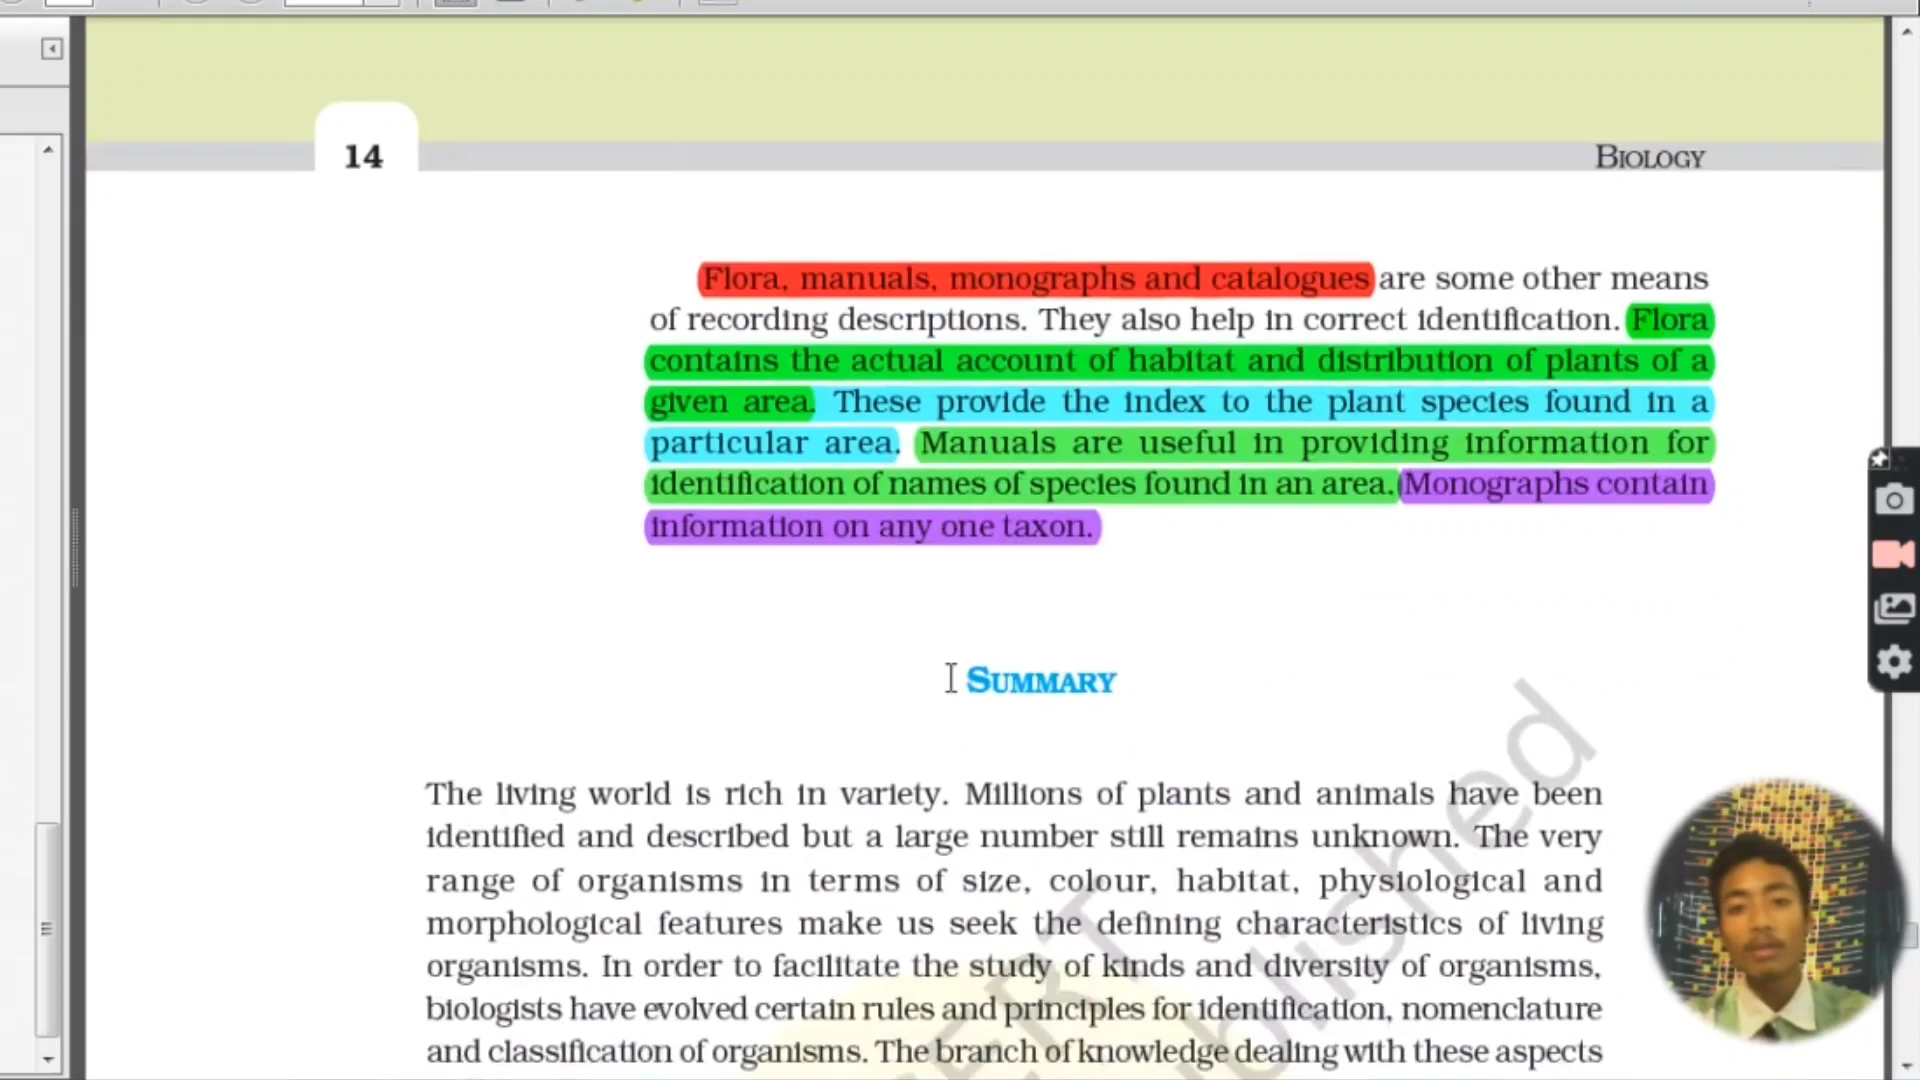 14
BIOLOGY
Flora, manuals, monographs and catalogues are some other means
of recording descriptions. They also help in correct identification. Flora
contains the actual account of habitat and distribution of plants of a
given area. These provide the index to the plant species found in a
particular area. Manuals are useful in providing information for
identification of names of species found in an area. Monographs contain
information on any one taxon.
SUMMARY
The living world is rich in variety. Millions of plants and animals have been
identified and described but a large number still remains unknown. The very
range of organisms in terms of size, colour, habitat, physiological and
morphological features make us seek the defining characteristics of living
organisms. In order to facilitate the study of kinds and diversity of organisms,
biologists have evolved certain rules and principles for identification, nomenclature
and classification of organisms. The branch of knowledge dealing with these aspects